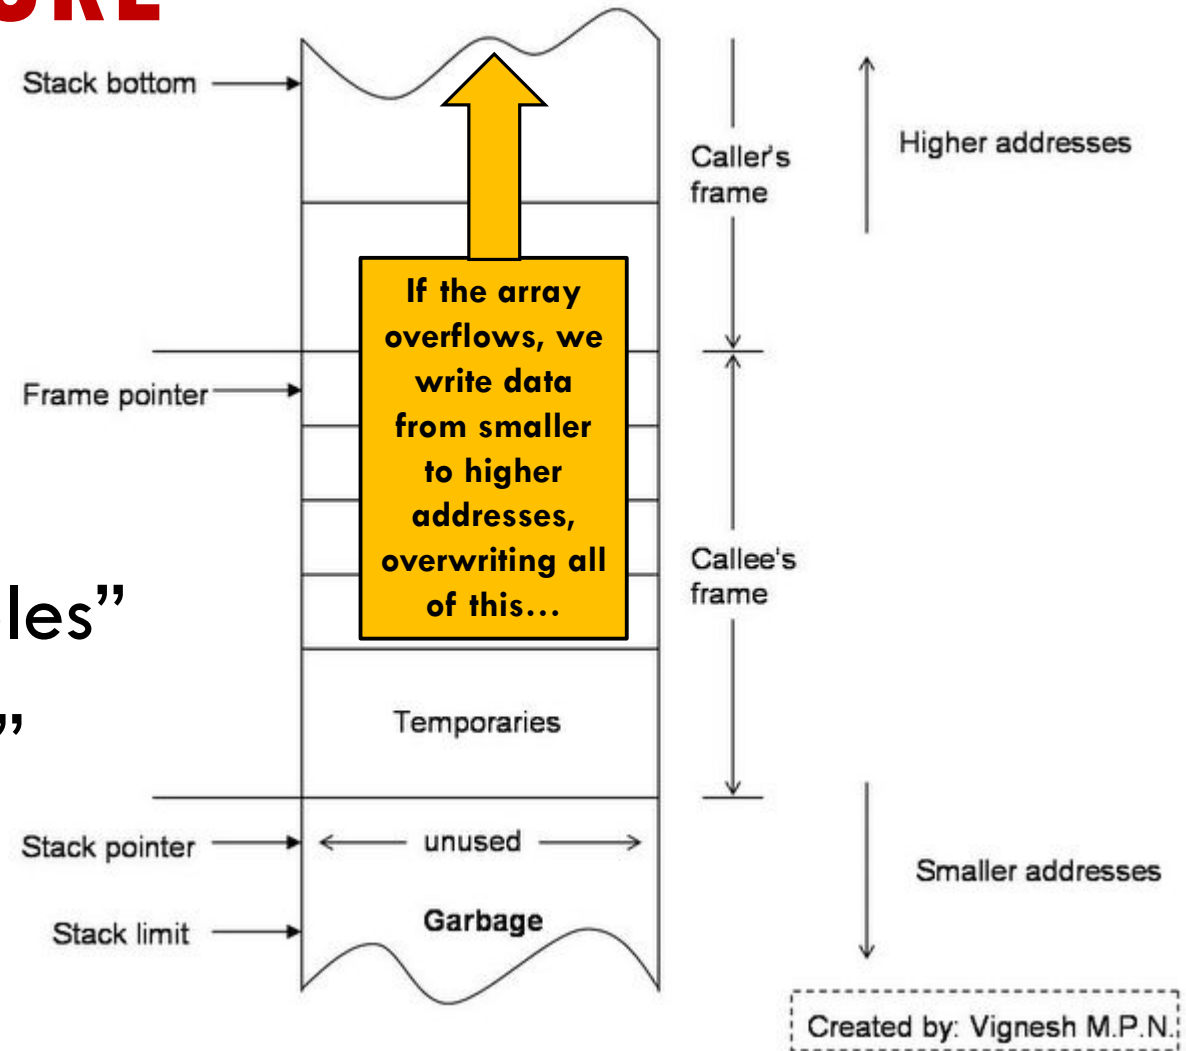 Stack bottom
Higher addresses
Caller's
frame
If the array
overflows, we
write data
from smaller
to higher
addresses,
overwriting all
of this...
Frame pointer
Callee's
frame
les”
”
Temporaries
Stack pointer
unused
Smaller addresses
Garbage
Stack limit
Created by: Vignesh M.P.N.